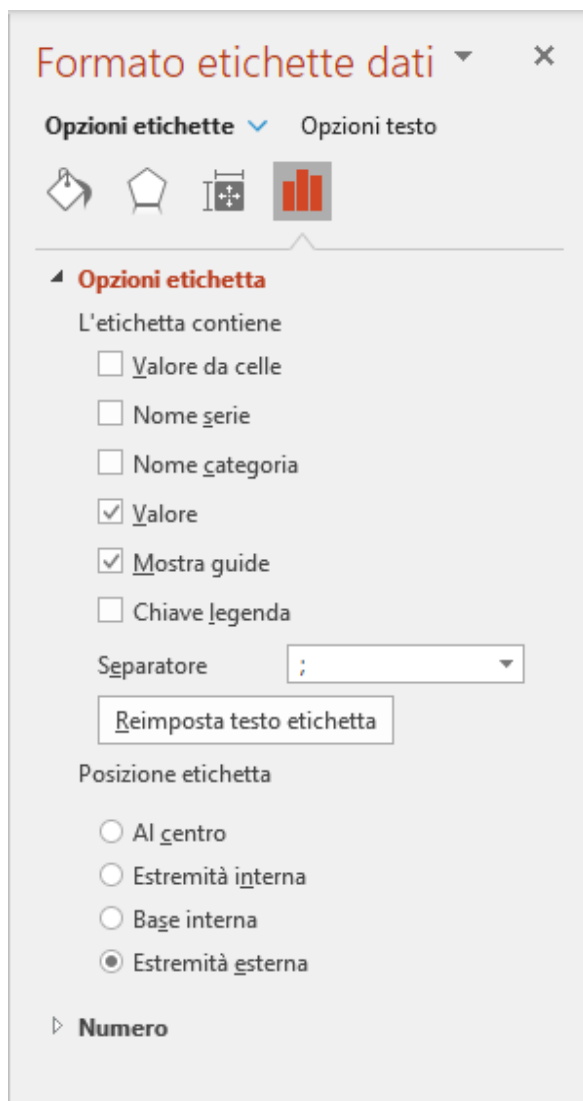 Formato etichette dati
Opzioni etichette Opzioni testo
Opzioni etichetta
L'etichetta contiene
Valore da celle
Nome serie
Nome categoria
Valore
Mostra guide
Chiave legenda
Separatore ;
Reimposta testo etichetta
Posizione etichetta
Al centro
Estremità interna
Base interna
Estremità esterna
Numero